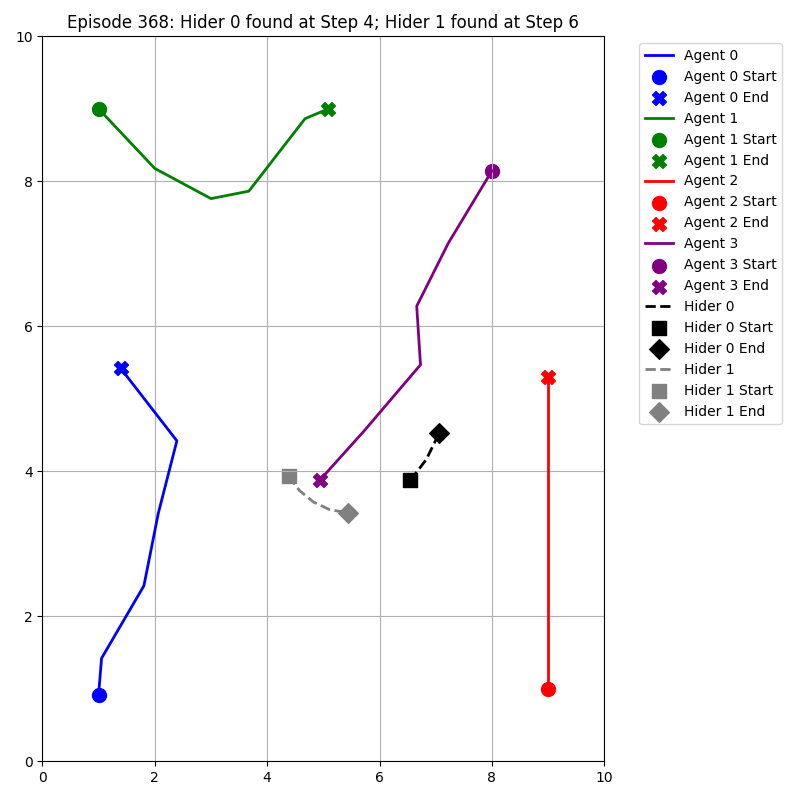 Episode 368: Hider 0 found at Step 4; Hider 1 found at Step 6
10
8
6
4
2
0
0 2 4 6 8 10
Agent 0
Agent 0 Start
Agent 0 End
Agent 1
Agent 1 Start
Agent 1 End
Agent 2
Agent 2 Start
Agent 2 End
Agent 3
Agent 3 Start
Agent 3 End
Hider 0
Hider 0 Start
Hider 0 End
Hider 1
Hider 1 Start
Hider 1 End